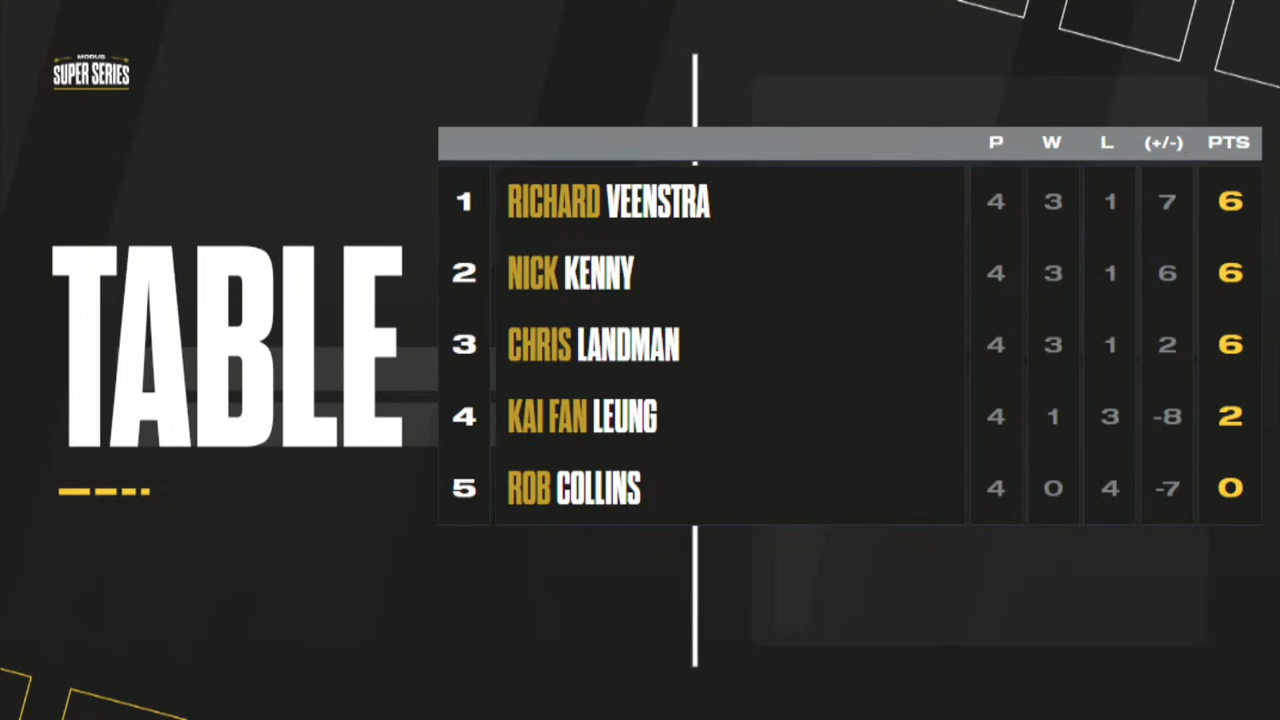 MODUS
SUPER SERIES
TABLE
P W L (+/-) PTS
1 RICHARD VEENSTRA 4 3 1 7 6
2 NICK KENNY 4 3 1 6 6
3 CHRIS LANDMAN 4 3 1 2 6
4 KAI FAN LEUNG 4 1 3 -8 2
5 ROB COLLINS 4 0 4 -7 0